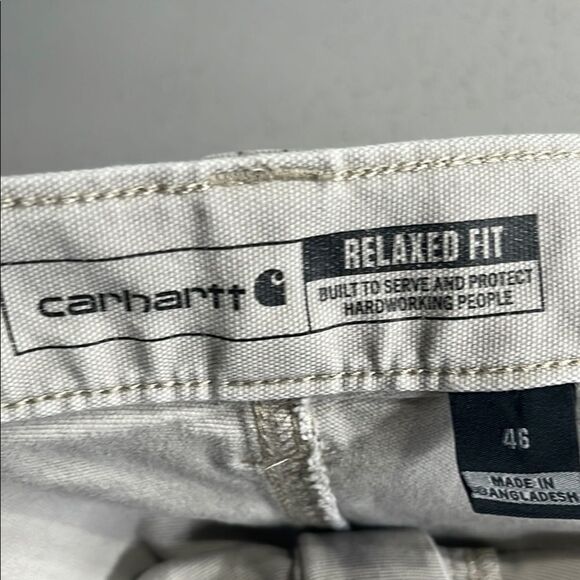 carhartt
RELAXED FIT
BUILT TO SERVE AND PROTECT
HARDWORKING PEOPLE
46
MADE IN
BANGLADESH